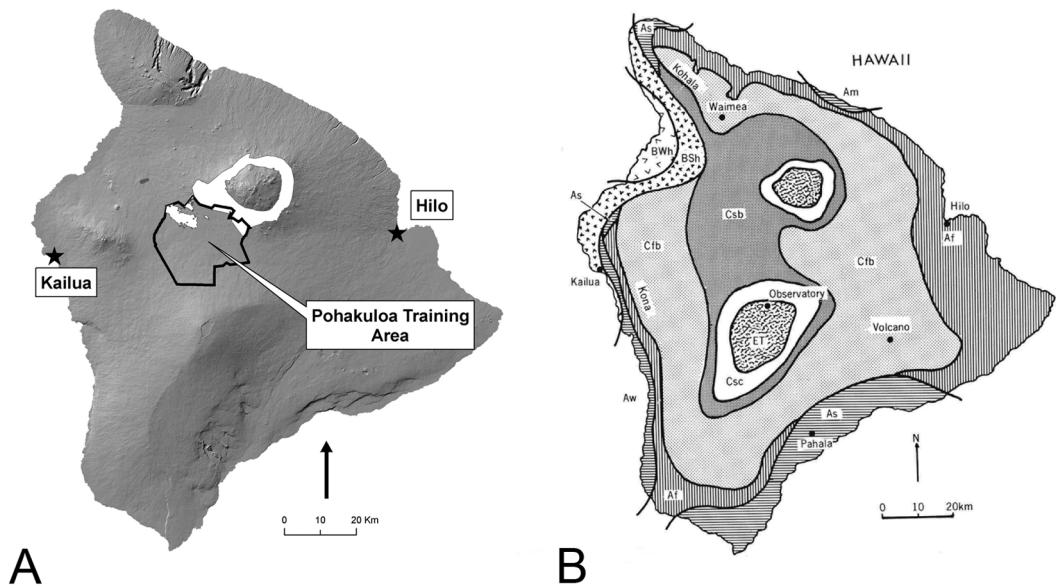 Hilo
Kailua
Pohakuloa Training
Area
0 10 20 Km
A
HAWAII
As
Kohala
Am
Waimea
BWh
BSh
As
Csb
Hilo
Af
Cfb
Cfb
Kailua
Kona
Observatory
Volcano
ET
Csc
Aw
As
Pahala
N
Af
0 10 20km
B